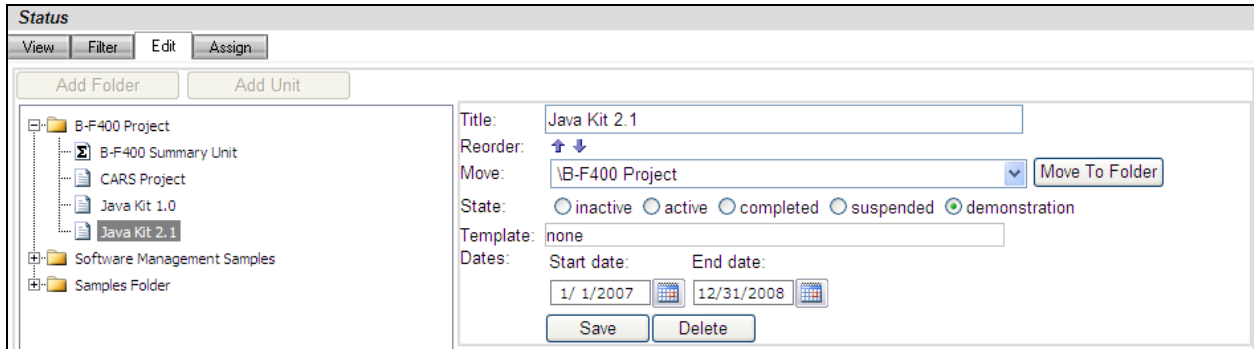 Status
View Filter Edit Assign
Add Folder Add Unit
B-F400 Project
B-F400 Summary Unit
CARS Project
Java Kit 1.0
Java Kit 2.1
Software Management Samples
Samples Folder
Title: Java Kit 2.1
Reorder:
Move: \B-F400 Project Move To Folder
State: inactive active completed suspended demonstration
Template: none
Dates: Start date: End date:
1/ 1/2007 12/31/2008
Save Delete